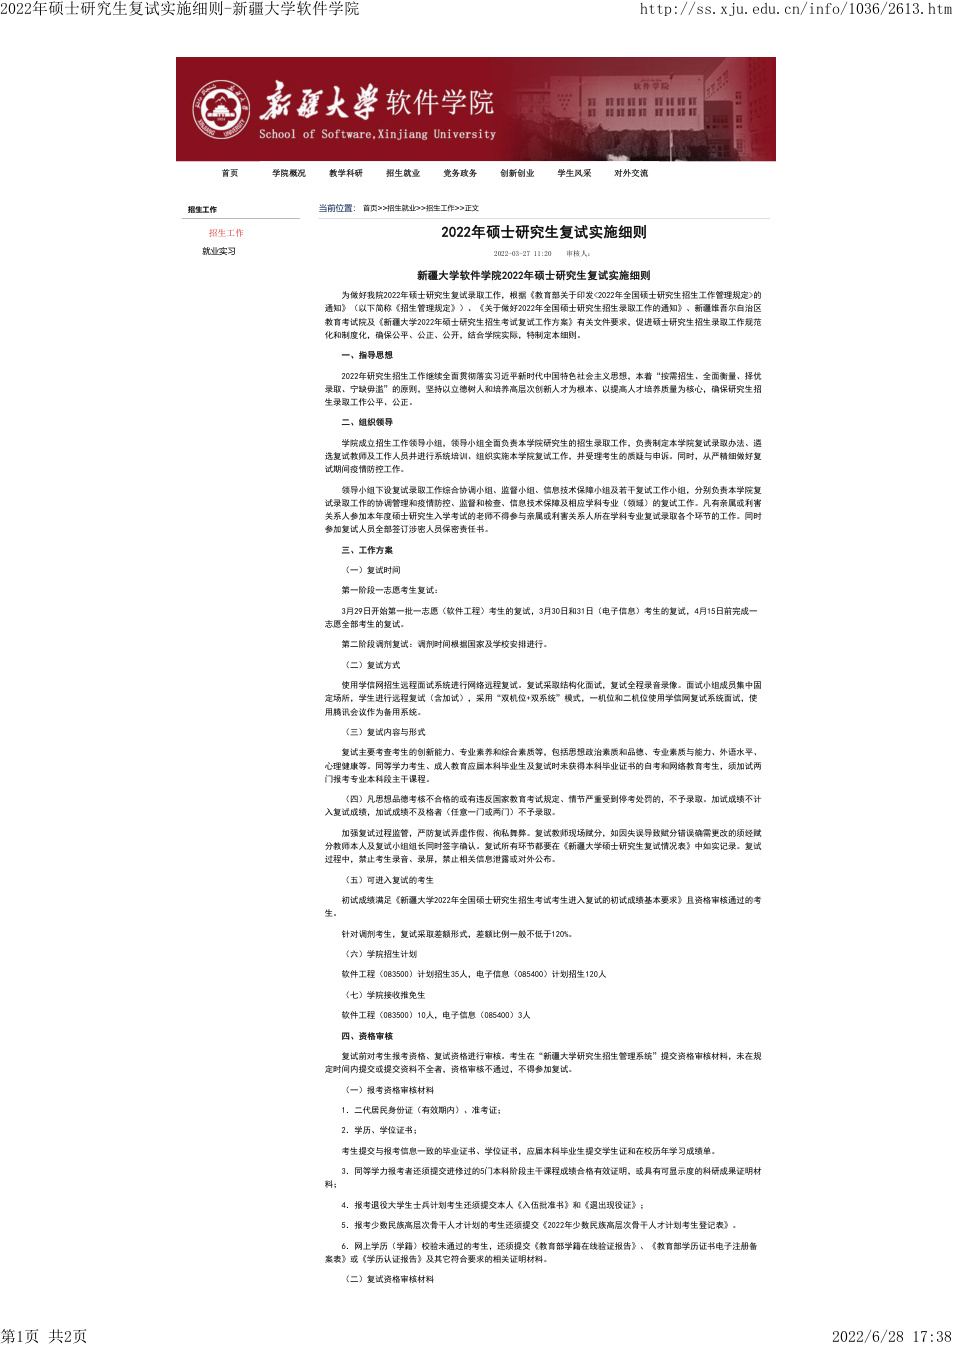 2022年硕士研究生复试实施细则-新疆大学软件学院
http://ss.xju.edu.cn/info/1036/2613.htm
新疆大学软件学院
School of Software,Xinjiang University
首页 学院概况 教学科研 招生就业 党务政务 创新创业 学生风采 对外交流
招生工作
招生工作
就业实习
当前位置： 首页>>招生就业>>招生工作>>正文
2022年硕士研究生复试实施细则
2022-03-27 11:20 审核人：
新疆大学软件学院2022年硕士研究生复试实施细则
为做好我院2022年硕士研究生复试录取工作，根据《教育部关于印发<2022年全国硕士研究生招生工作管理规定>的
通知》（以下简称《招生管理规定》）、《关于做好2022年全国硕士研究生招生录取工作的通知》、新疆维吾尔自治区
教育考试院及《新疆大学2022年硕士研究生招生考试复试工作方案》有关文件要求，促进硕士研究生招生录取工作规范
化和制度化，确保公平、公正、公开，结合学院实际，特制定本细则。
一、指导思想
2022年研究生招生工作继续全面贯彻落实习近平新时代中国特色社会主义思想，本着“按需招生、全面衡量、择优
录取、宁缺毋滥”的原则，坚持以立德树人和培养高层次创新人才为根本、以提高人才培养质量为核心，确保研究生招
生录取工作公平、公正。
二、组织领导
学院成立招生工作领导小组，领导小组全面负责本学院研究生的招生录取工作，负责制定本学院复试录取办法、遴
选复试教师及工作人员并进行系统培训、组织实施本学院复试工作，并受理考生的质疑与申诉。同时，从严精细做好复
试期间疫情防控工作。
领导小组下设复试录取工作综合协调小组、监督小组、信息技术保障小组及若干复试工作小组，分别负责本学院复
试录取工作的协调管理和疫情防控、监督和检查、信息技术保障及相应学科专业（领域）的复试工作。凡有亲属或利害
关系人参加本年度硕士研究生入学考试的老师不得参与亲属或利害关系人所在学科专业复试录取各个环节的工作。同时
参加复试人员全部签订涉密人员保密责任书。
三、工作方案
（一）复试时间
第一阶段一志愿考生复试：
3月29日开始第一批一志愿（软件工程）考生的复试，3月30日和31日（电子信息）考生的复试，4月15日前完成一
志愿全部考生的复试。
第二阶段调剂复试：调剂时间根据国家及学校安排进行。
（二）复试方式
使用学信网招生远程面试系统进行网络远程复试。复试采取结构化面试，复试全程录音录像。面试小组成员集中固
定场所，学生进行远程复试（含加试），采用“双机位+双系统”模式，一机位和二机位使用学信网复试系统面试，使
用腾讯会议作为备用系统。
（三）复试内容与形式
复试主要考查考生的创新能力、专业素养和综合素质等，包括思想政治素质和品德、专业素质与能力、外语水平、
心理健康等。同等学力考生、成人教育应届本科毕业生及复试时未获得本科毕业证书的自考和网络教育考生，须加试两
门报考专业本科段主干课程。
（四）凡思想品德考核不合格的或有违反国家教育考试规定、情节严重受到停考处罚的，不予录取。加试成绩不计
入复试成绩，加试成绩不及格者（任意一门或两门）不予录取。
加强复试过程监管，严防复试弄虚作假、徇私舞弊。复试教师现场赋分，如因失误导致赋分错误确需更改的须经赋
分教师本人及复试小组组长同时签字确认。复试所有环节都要在《新疆大学硕士研究生复试情况表》中如实记录。复试
过程中，禁止考生录音、录屏，禁止相关信息泄露或对外公布。
（五）可进入复试的考生
初试成绩满足《新疆大学2022年全国硕士研究生招生考试考生进入复试的初试成绩基本要求》且资格审核通过的考
生。
针对调剂考生，复试采取差额形式，差额比例一般不低于120%。
（六）学院招生计划
软件工程（083500）计划招生35人，电子信息（085400）计划招生120人
（七）学院接收推免生
软件工程（083500）10人，电子信息（085400）3人
四、资格审核
复试前对考生报考资格、复试资格进行审核。考生在“新疆大学研究生招生管理系统”提交资格审核材料，未在规
定时间内提交或提交资料不全者，资格审核不通过，不得参加复试。
（一）报考资格审核材料
1．二代居民身份证（有效期内）、准考证；
2．学历、学位证书；
考生提交与报考信息一致的毕业证书、学位证书，应届本科毕业生提交学生证和在校历年学习成绩单。
3．同等学力报考者还须提交进修过的5门本科阶段主干课程成绩合格有效证明，或具有可显示度的科研成果证明材
料；
4．报考退役大学生士兵计划考生还须提交本人《入伍批准书》和《退出现役证》；
5．报考少数民族高层次骨干人才计划的考生还须提交《2022年少数民族高层次骨干人才计划考生登记表》。
6．网上学历（学籍）校验未通过的考生，还须提交《教育部学籍在线验证报告》、《教育部学历证书电子注册备
案表》或《学历认证报告》及其它符合要求的相关证明材料。
（二）复试资格审核材料
第1页 共2页
2022/6/28 17:38